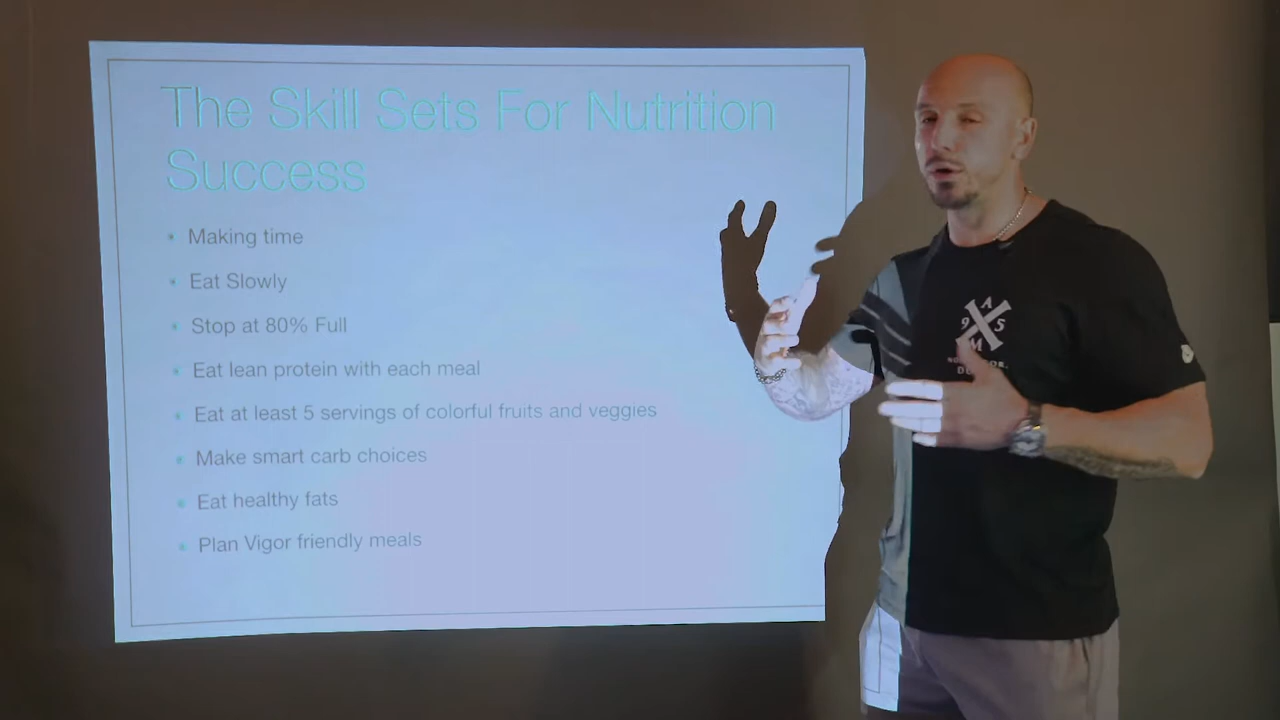 The Skill Sets For Nutrition
Success
• Making time
• Eat Slowly
• Stop at 80% Full
• Eat lean protein with each meal
• Eat at least 5 servings of colorful fruits and veggies
• Make smart carb choices
• Eat healthy fats
• Plan Vigor friendly meals
A
9 5
M